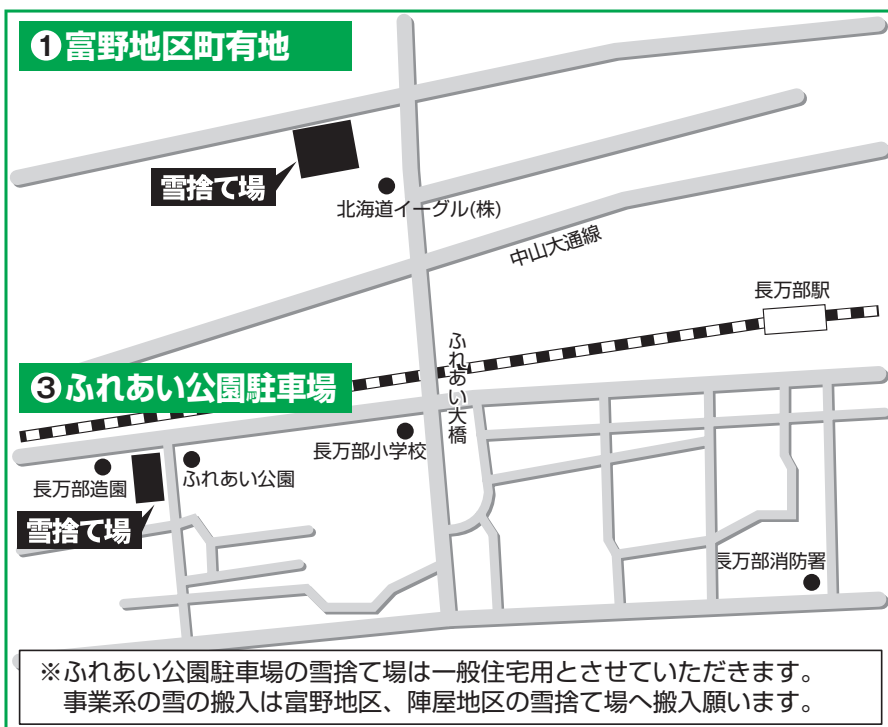 ❶富野地区町有地
雪捨て場
北海道イーグル(株)
中山大通線
長万部駅
ふれあい大橋
❸ふれあい公園駐車場
長万部小学校
長万部造園
ふれあい公園
雪捨て場
長万部消防署
※ふれあい公園駐車場の雪捨て場は一般住宅用とさせていただきます。
事業系の雪の搬入は富野地区、陣屋地区の雪捨て場へ搬入願います。